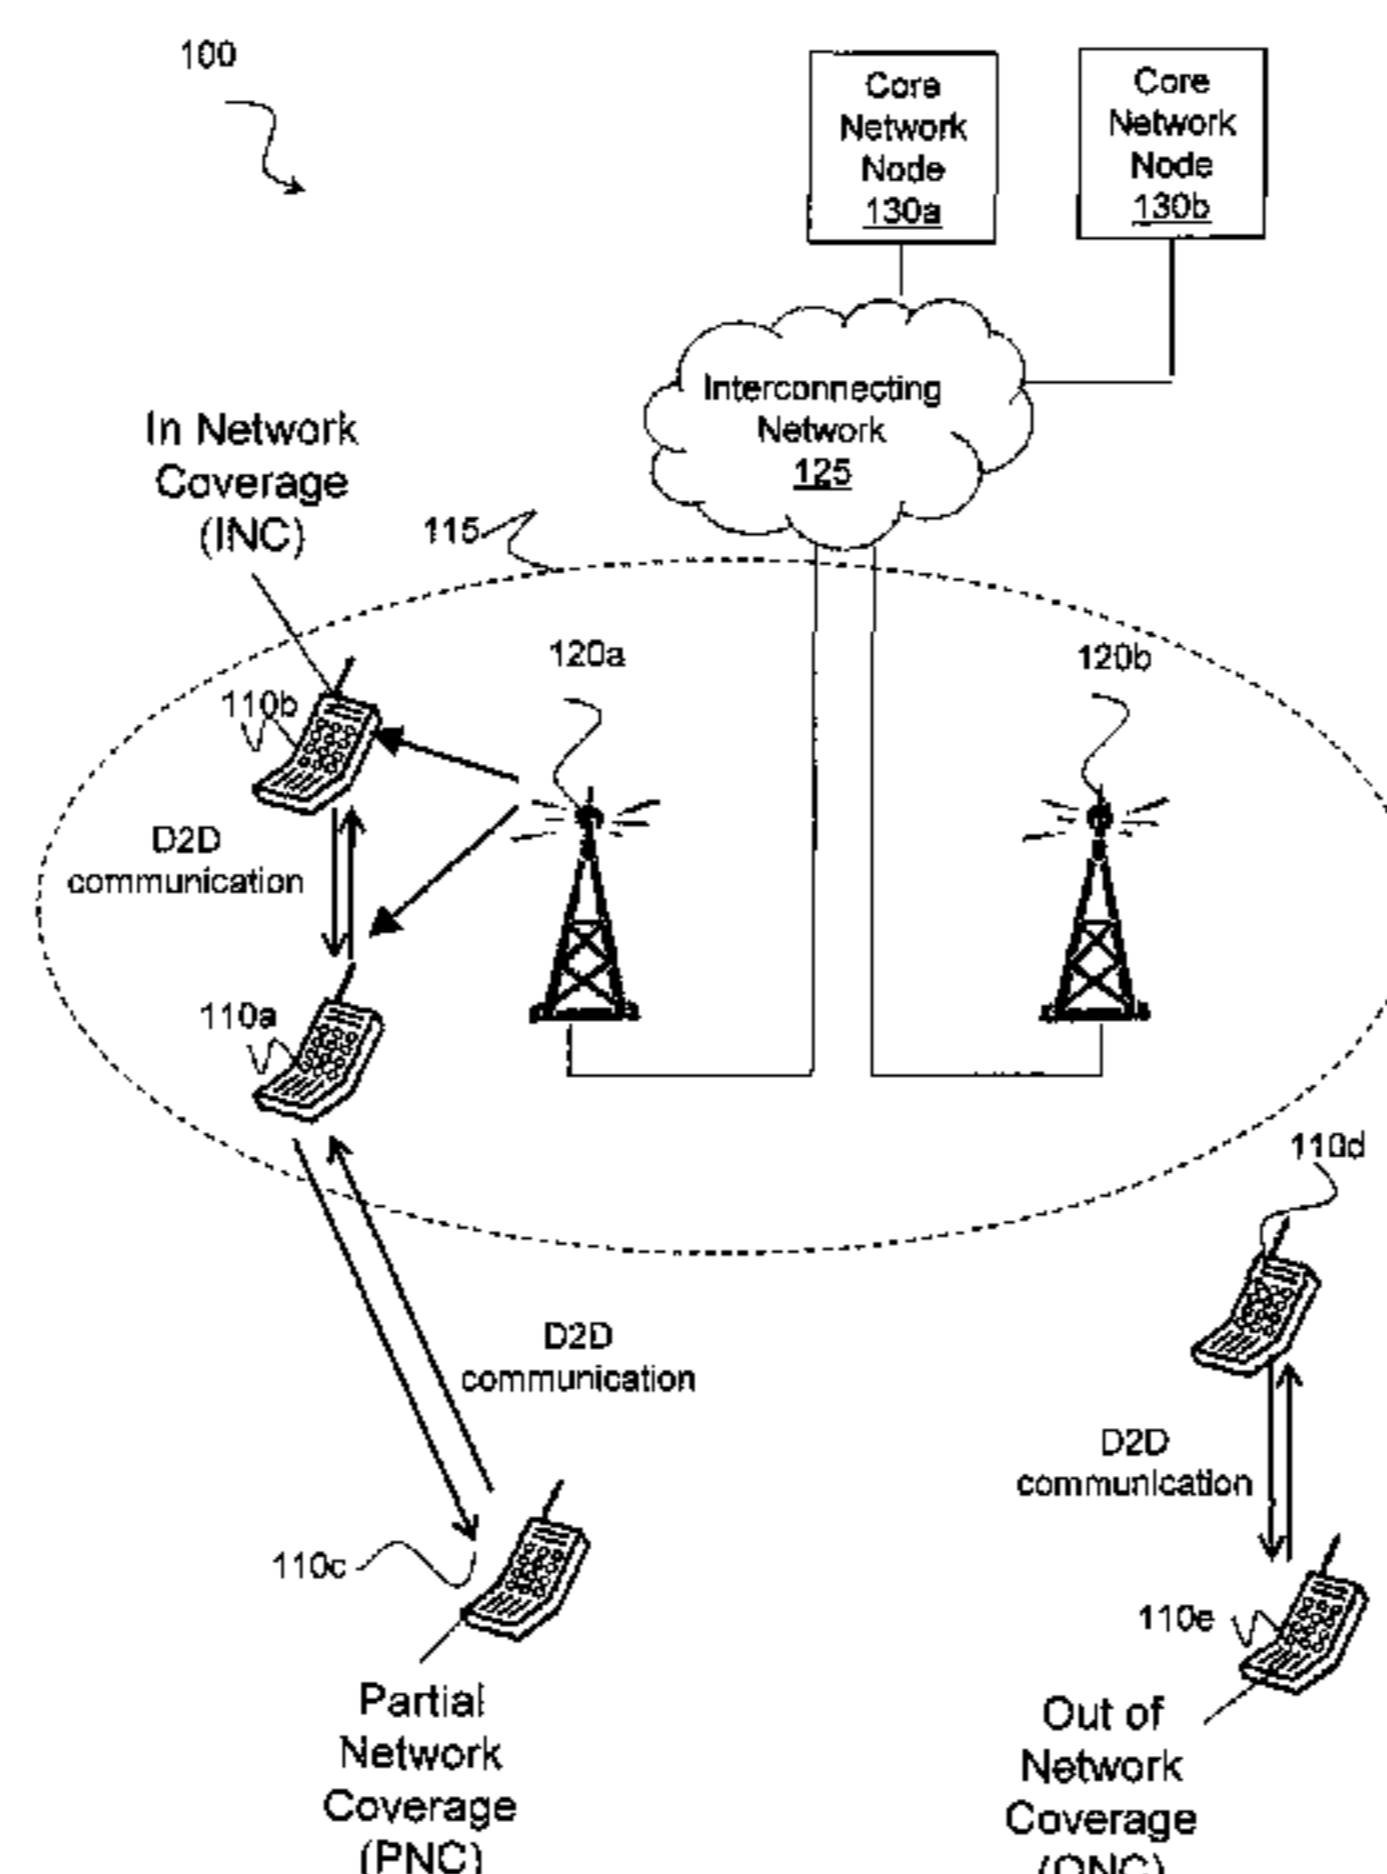 100
Core
Network
Node
130a
Core
Network
Node
130b
Interconnecting
Network
125
In Network
Coverage
(INC)
115
120a
120b
110b
D2D
communication
110a
110d
D2D
communication
D2D
communication
110c
110e
Partial
Network
Coverage
(PNC)
Out of
Network
Coverage
(ONC)